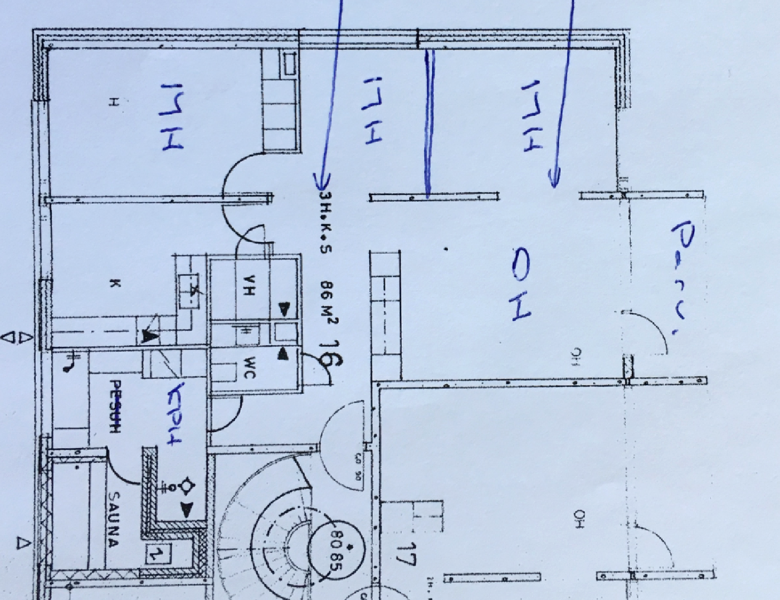 Parv.
MH
OH
OH
OH
MH
3H+K+S 86 M² 16
17
80 85
VH
WC
MH
KPH
H
K
PESUH
SAUNA